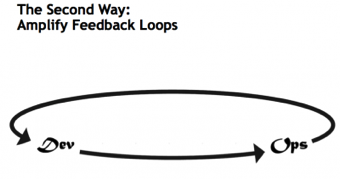 The Second Way:
Amplify Feedback Loops
Dev Ops